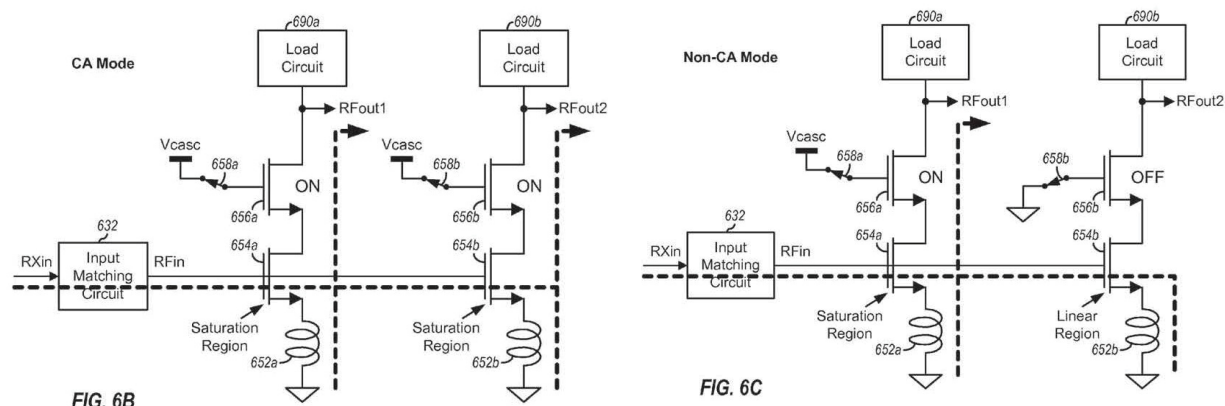 CA Mode
690a
Load
Circuit
RFout1
Vcasc
658a
ON
656a
632
RXin
Input
Matching
Circuit
RFin
654a
Saturation
Region
652a
690b
Load
Circuit
RFout2
Vcasc
658b
ON
656b
654b
Saturation
Region
652b
FIG. 6B
Non-CA Mode
690a
Load
Circuit
RFout1
Vcasc
658a
ON
656a
632
RXin
Input
Matching
Circuit
RFin
654a
Saturation
Region
652a
690b
Load
Circuit
RFout2
658b
OFF
656b
654b
Linear
Region
652b
FIG. 6C